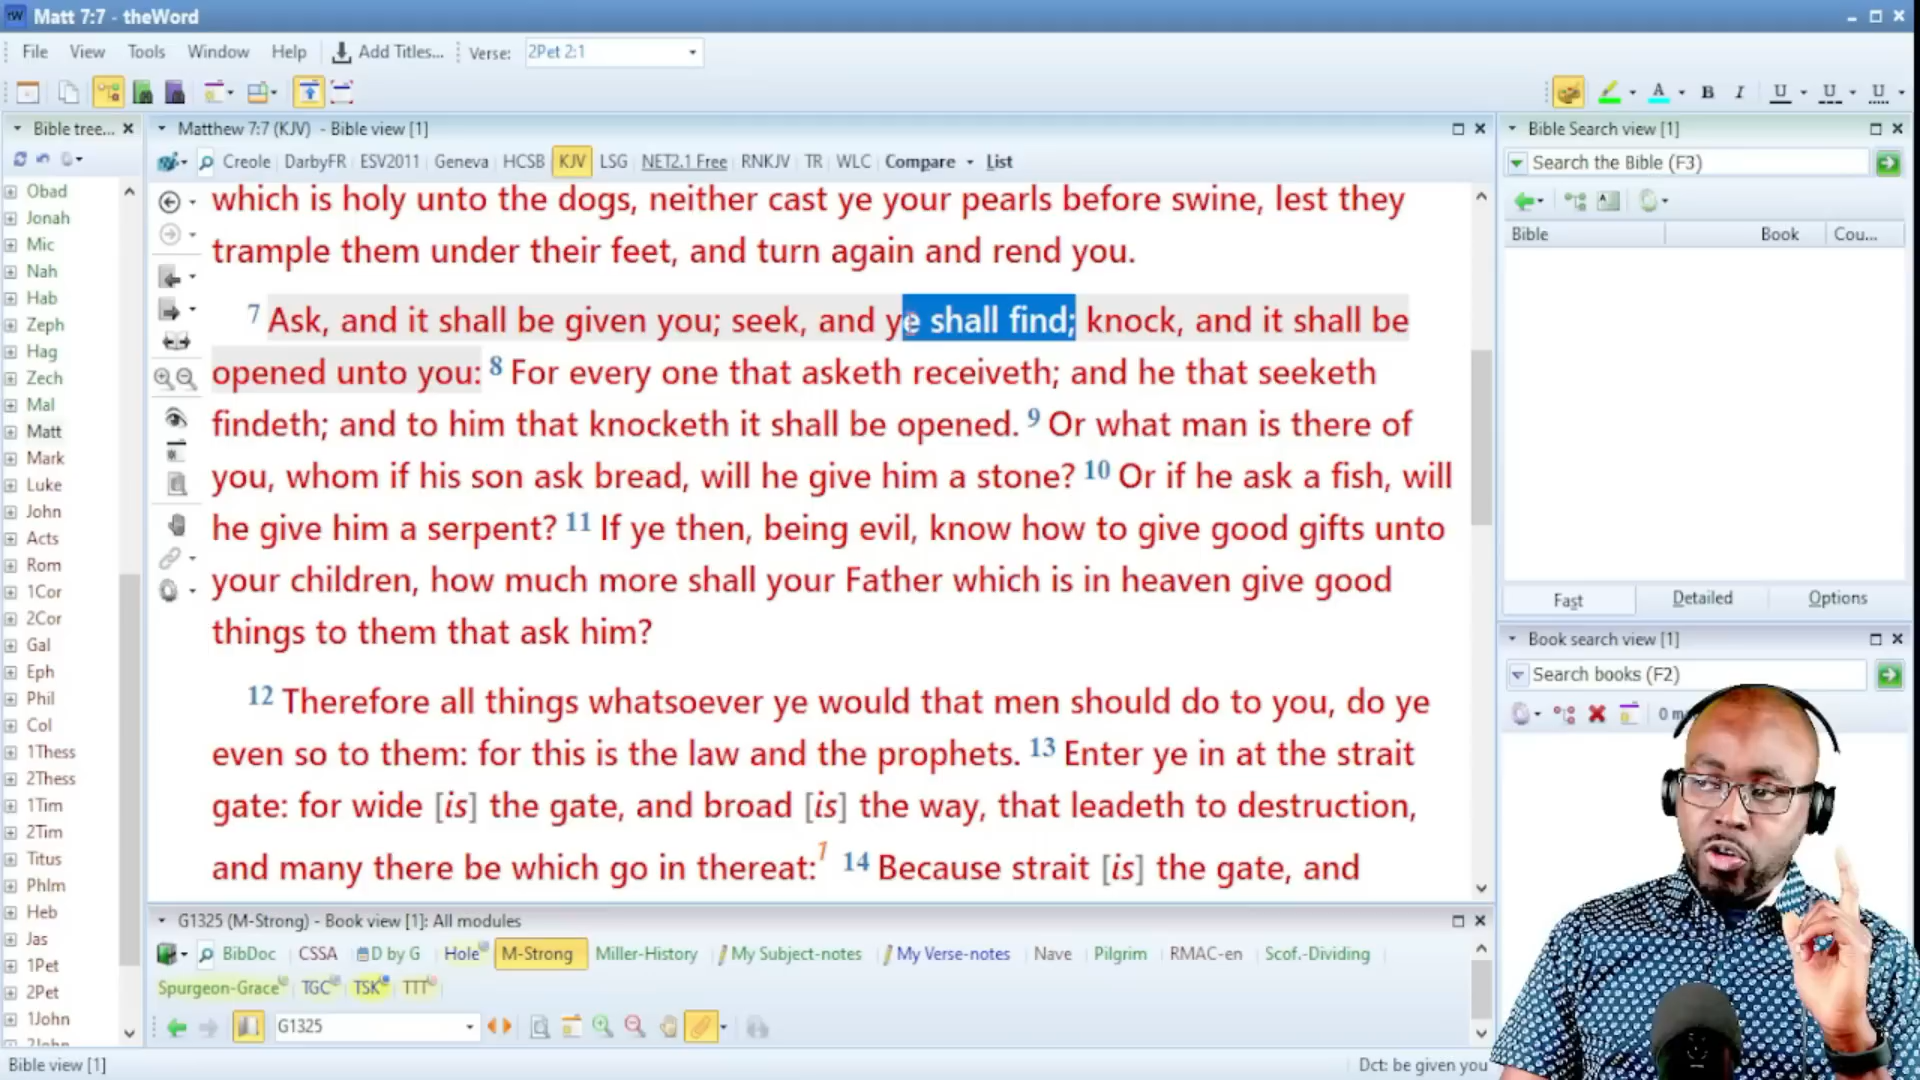 Matt 7:7 - theWord
File View Tools Window Help Add Titles... Verse: 2Pet 2:1
A B I U U U
Bible tree...
Obad
Jonah
Mic
Nah
Hab
Zeph
Hag
Zech
Mal
Matt
Mark
Luke
John
Acts
Rom
1Cor
2Cor
Gal
Eph
Phil
Col
1Thess
2Thess
1Tim
2Tim
Titus
Phlm
Heb
Jas
1Pet
2Pet
1John
2John
Matthew 7:7 (KJV) - Bible view [1]
Creole DarbyFR ESV2011 Geneva HCSB KJV LSG NET2.1 Free RNKJV TR WLC Compare List
which is holy unto the dogs, neither cast ye your pearls before swine, lest they
trample them under their feet, and turn again and rend you.
7 Ask, and it shall be given you; seek, and ye shall find; knock, and it shall be
opened unto you: 8 For every one that asketh receiveth; and he that seeketh
findeth; and to him that knocketh it shall be opened. 9 Or what man is there of
you, whom if his son ask bread, will he give him a stone? 10 Or if he ask a fish, will
he give him a serpent? 11 If ye then, being evil, know how to give good gifts unto
your children, how much more shall your Father which is in heaven give good
things to them that ask him?
12 Therefore all things whatsoever ye would that men should do to you, do ye
even so to them: for this is the law and the prophets. 13 Enter ye in at the strait
gate: for wide [is] the gate, and broad [is] the way, that leadeth to destruction,
and many there be which go in thereat:1 14 Because strait [is] the gate, and
G1325 (M-Strong) - Book view [1]: All modules
BibDoc CSSA D by G Hole M-Strong Miller-History My Subject-notes My Verse-notes Nave Pilgrim RMAC-en Scof.-Dividing
Spurgeon-Grace TGC TSK TTT
G1325
Bible Search view [1]
Search the Bible (F3)
Bible Book Cou...
Fast Detailed Options
Book search view [1]
Search books (F2)
0
Bible view [1] Dct: be given you